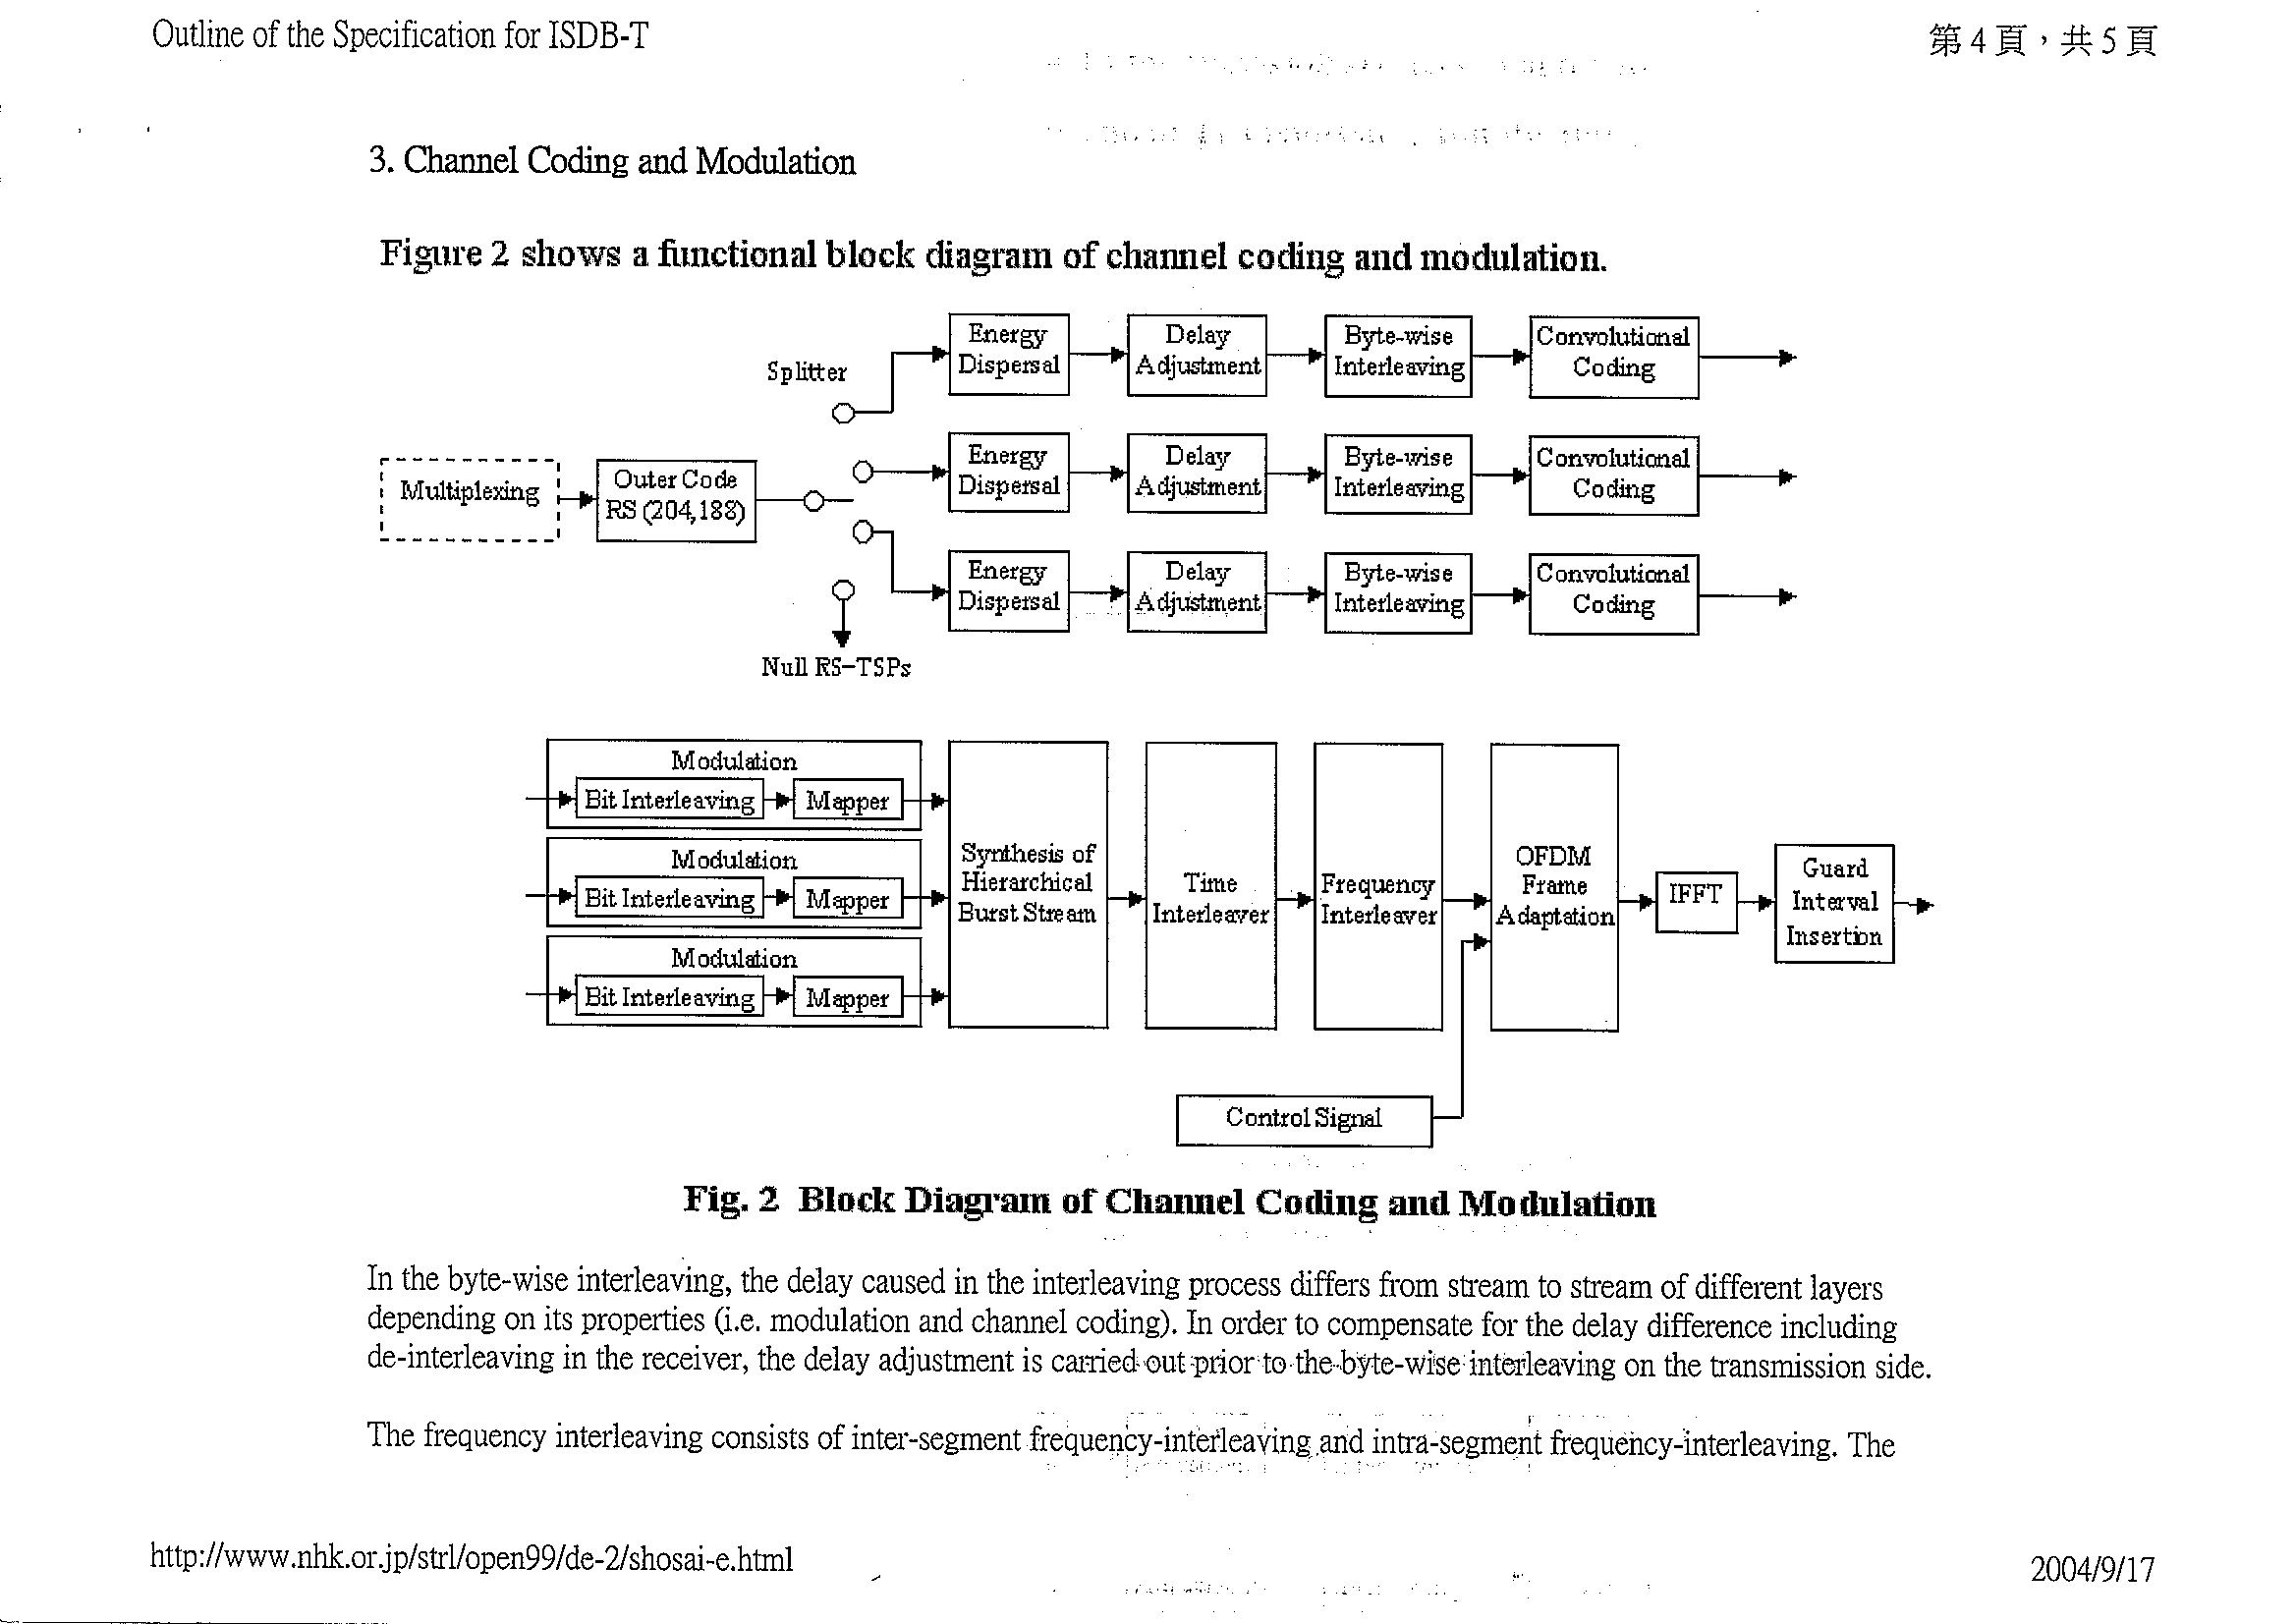 Outline of the Specification for ISDB-T
第 4 頁，共 5 頁
3. Channel Coding and Modulation
Figure 2 shows a functional block diagram of channel coding and modulation.
Splitter
Energy
Dispersal
Delay
Adjustment
Byte-wise
Interleaving
Convolutional
Coding
Multiplexing
Outer Code
RS (204,188)
Energy
Dispersal
Delay
Adjustment
Byte-wise
Interleaving
Convolutional
Coding
Energy
Dispersal
Delay
Adjustment
Byte-wise
Interleaving
Convolutional
Coding
Null RS-TSPs
Modulation
Bit Interleaving
Mapper
Modulation
Bit Interleaving
Mapper
Modulation
Bit Interleaving
Mapper
Synthesis of
Hierarchical
Burst Stream
Time
Interleaver
Frequency
Interleaver
OFDM
Frame
Adaptation
IFFT
Guard
Interval
Insertion
Control Signal
Fig. 2 Block Diagram of Channel Coding and Modulation
In the byte-wise interleaving, the delay caused in the interleaving process differs from stream to stream of different layers
depending on its properties (i.e. modulation and channel coding). In order to compensate for the delay difference including
de-interleaving in the receiver, the delay adjustment is carried out prior to the byte-wise interleaving on the transmission side.
The frequency interleaving consists of inter-segment frequency-interleaving and intra-segment frequency-interleaving. The
http://www.nhk.or.jp/strl/open99/de-2/shosai-e.html
2004/9/17